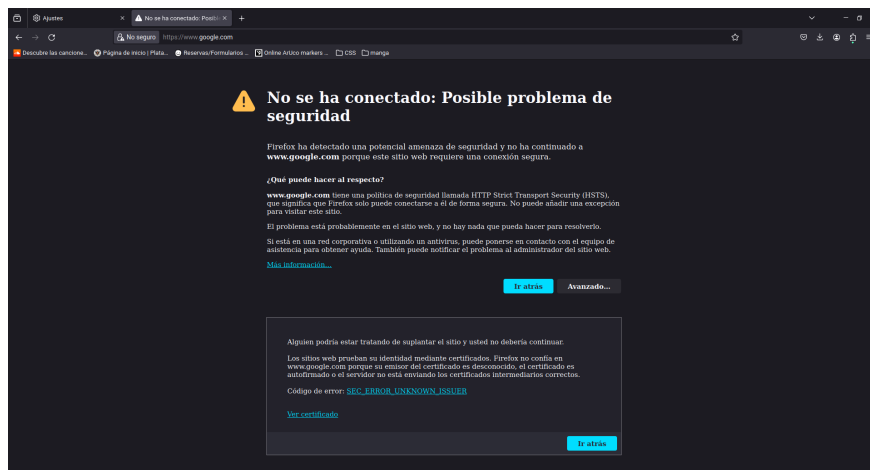 Ajustes
No se ha conectado: Posible
No seguro https://www.google.com
Descubre las cancione...
Página de inicio | Plata...
Reservas/Formularios ...
Online ArUco markers ...
CSS
manga
No se ha conectado: Posible problema de
seguridad
Firefox ha detectado una potencial amenaza de seguridad y no ha continuado a
www.google.com porque este sitio web requiere una conexión segura.
¿Qué puede hacer al respecto?
www.google.com tiene una política de seguridad llamada HTTP Strict Transport Security (HSTS),
que significa que Firefox solo puede conectarse a él de forma segura. No puede añadir una excepción
para visitar este sitio.
El problema está probablemente en el sitio web, y no hay nada que pueda hacer para resolverlo.
Si está en una red corporativa o utilizando un antivirus, puede ponerse en contacto con el equipo de
asistencia para obtener ayuda. También puede notificar el problema al administrador del sitio web.
Más información...
Ir atrás
Avanzado...
Alguien podría estar tratando de suplantar el sitio y usted no debería continuar.
Los sitios web prueban su identidad mediante certificados. Firefox no confía en
www.google.com porque su emisor del certificado es desconocido, el certificado es
autofirmado o el servidor no está enviando los certificados intermediarios correctos.
Código de error: SEC_ERROR_UNKNOWN_ISSUER
Ver certificado
Ir atrás